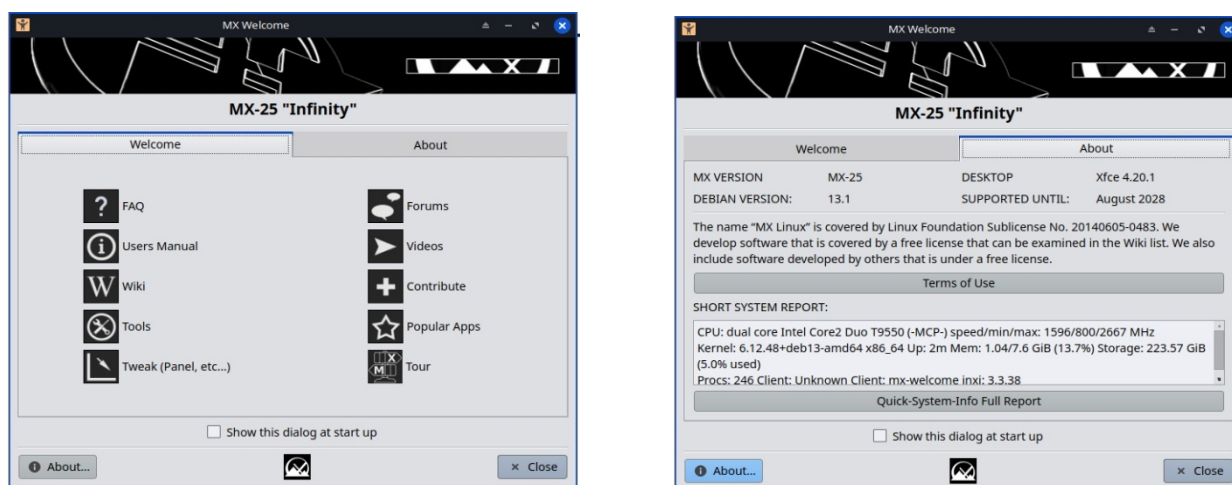 MX Welcome
MX
MX-25 "Infinity"
Welcome About
? FAQ
Forums
Users Manual
Videos
W Wiki
Contribute
Tools
Popular Apps
Tweak (Panel, etc...)
MX Tour
Show this dialog at start up
About...
× Close
MX Welcome
MX
MX-25 "Infinity"
Welcome About
MX VERSION MX-25 DESKTOP Xfce 4.20.1
DEBIAN VERSION: 13.1 SUPPORTED UNTIL: August 2028
The name “MX Linux” is covered by Linux Foundation Sublicense No. 20140605-0483. We
develop software that is covered by a free license that can be examined in the Wiki list. We also
include software developed by others that is under a free license.
Terms of Use
SHORT SYSTEM REPORT:
CPU: dual core Intel Core2 Duo T9550 (-MCP-) speed/min/max: 1596/800/2667 MHz
Kernel: 6.12.48+deb13-amd64 x86_64 Up: 2m Mem: 1.04/7.6 GiB (13.7%) Storage: 223.57 GiB
(5.0% used)
Procs: 246 Client: Unknown Client: mx-welcome inxi: 3.3.38
Quick-System-Info Full Report
Show this dialog at start up
About...
× Close